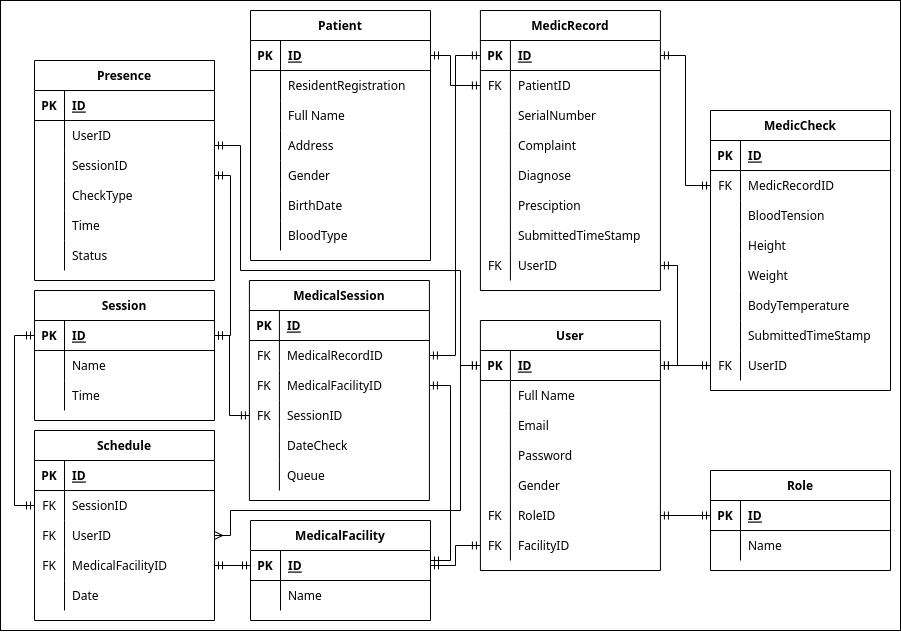 Patient
PK ID
ResidentRegistration
Full Name
Address
Gender
BirthDate
BloodType
MedicRecord
PK ID
FK PatientID
SerialNumber
Complaint
Diagnose
Presciption
SubmittedTimeStamp
FK UserID
Presence
PK ID
UserID
SessionID
CheckType
Time
Status
MedicCheck
PK ID
FK MedicRecordID
BloodTension
Height
Weight
BodyTemperature
SubmittedTimeStamp
FK UserID
Session
PK ID
Name
Time
MedicalSession
PK ID
FK MedicalRecordID
FK MedicalFacilityID
FK SessionID
DateCheck
Queue
User
PK ID
Full Name
Email
Password
Gender
FK RoleID
FK FacilityID
Schedule
PK ID
FK SessionID
FK UserID
FK MedicalFacilityID
Date
MedicalFacility
PK ID
Name
Role
PK ID
Name